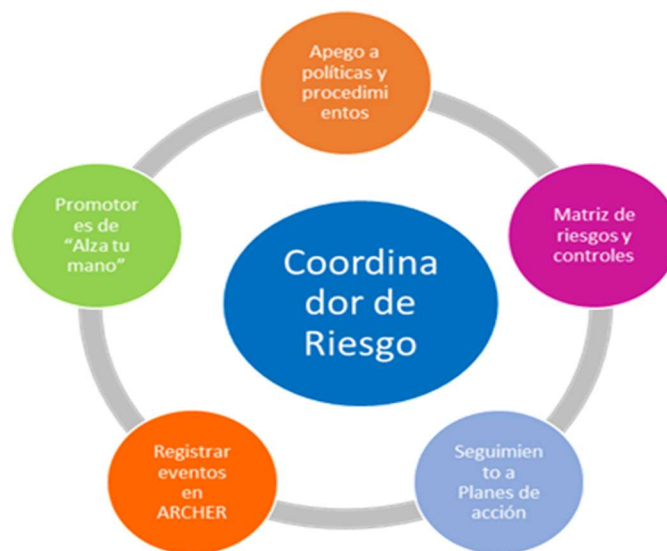 Apego a
políticas y
procedimi
entos
Matriz de
riesgos y
controles
Seguimien
to a
Planes de
acción
Registrar
eventos
en
ARCHER
Promotor
es de
"Alza tu
mano"
Coordina
dor de
Riesgo